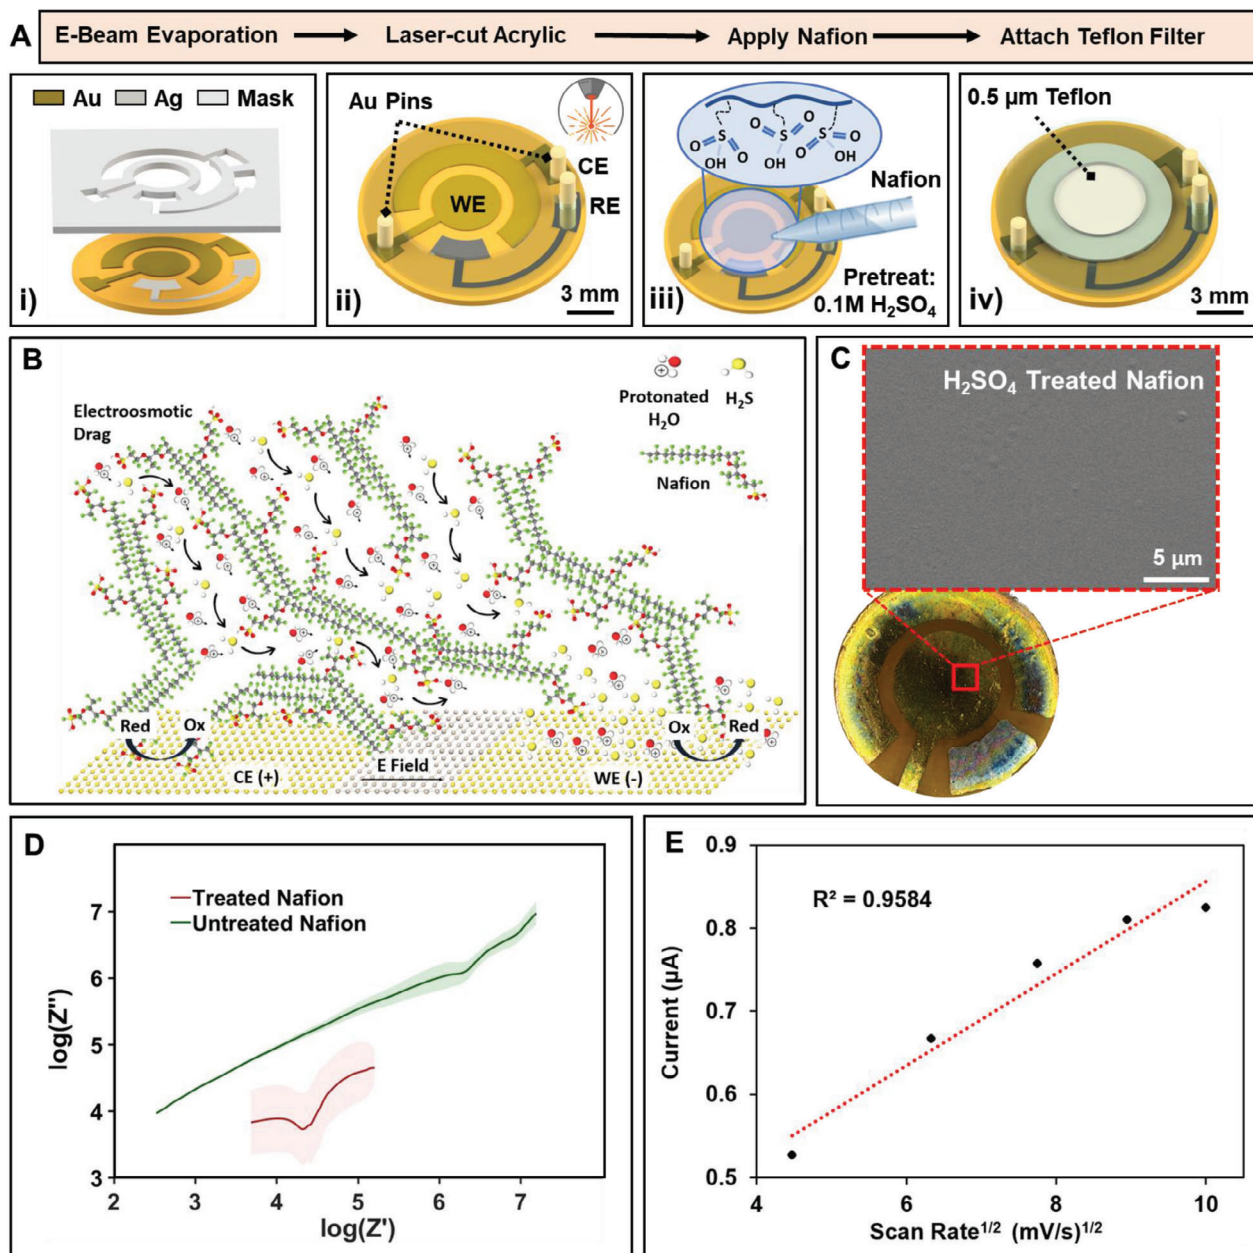 A
E-Beam Evaporation
Laser-cut Acrylic
Apply Nafion
Attach Teflon Filter
Au Ag Mask
i)
Au Pins
CE
RE
WE
ii)
3 mm
O O O O
S S S
O O
OH OH OH
Nafion
Pretreat:
0.1M H₂SO₄
iii)
0.5 µm Teflon
iv)
3 mm
B
Electroosmotic
Drag
Protonated
H₂O
H₂S
Nafion
Red Ox
CE (+)
E Field
WE (-)
Ox Red
C
H₂SO₄ Treated Nafion
5 µm
D
Treated Nafion
Untreated Nafion
log(Z'')
7
6
5
4
3
2 3 4 5 6 7
log(Z')
E
R² = 0.9584
Current (µA)
0.9
0.8
0.7
0.6
0.5
4 6 8 10
Scan Rate¹/² (mV/s)¹/²